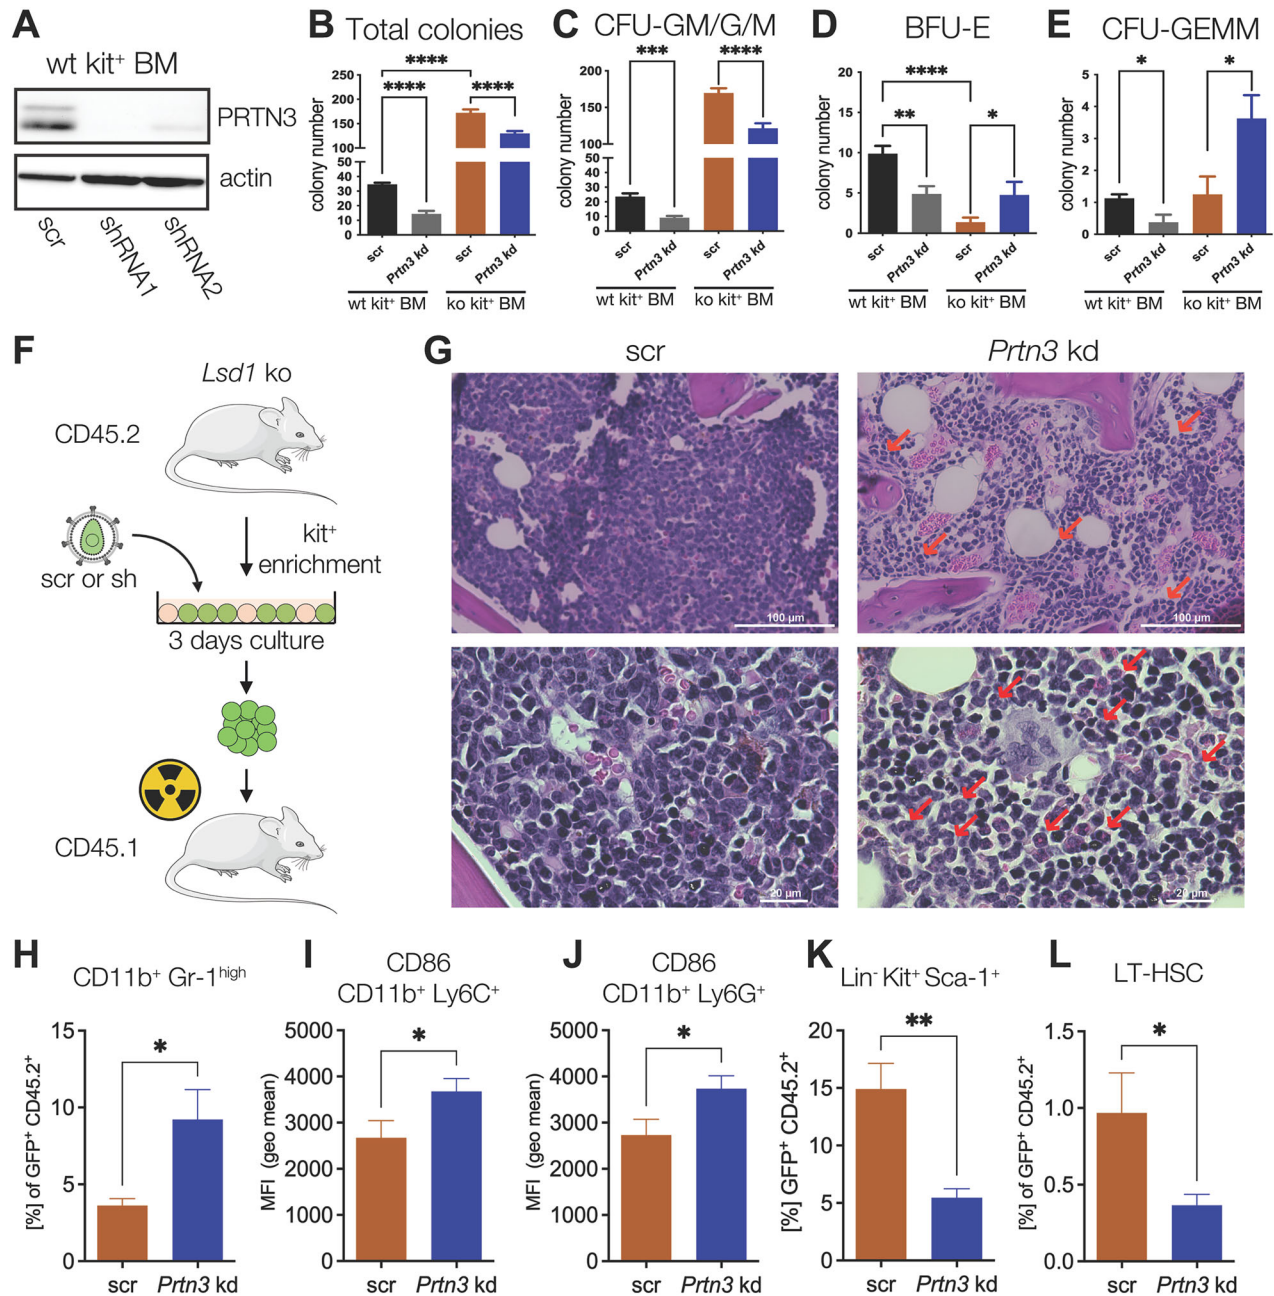 A
wt kit⁺ BM
PRTN3
actin
scr
shRNA1
shRNA2
B
Total colonies
****
****
****
colony number
250
200
150
100
50
40
30
20
10
0
scr
Prtn3 kd
scr
Prtn3 kd
wt kit⁺ BM
ko kit⁺ BM
C
CFU-GM/G/M
***
****
colony number
200
150
100
50
40
30
20
10
0
scr
Prtn3 kd
scr
Prtn3 kd
wt kit⁺ BM
ko kit⁺ BM
D
BFU-E
****
**
*
colony number
20
15
10
5
0
scr
Prtn3 kd
scr
Prtn3 kd
wt kit⁺ BM
ko kit⁺ BM
E
CFU-GEMM
*
*
colony number
5
4
3
2
1
0
scr
Prtn3 kd
scr
Prtn3 kd
wt kit⁺ BM
ko kit⁺ BM
F
Lsd1 ko
CD45.2
kit⁺
enrichment
scr or sh
3 days culture
CD45.1
G
scr
Prtn3 kd
100 µm
100 µm
20 µm
20 µm
H
CD11b⁺ Gr-1ʰⁱᵍʰ
*
[%] of GFP⁺ CD45.2⁺
15
10
5
0
scr
Prtn3 kd
I
CD86
CD11b⁺ Ly6C⁺
*
MFI (geo mean)
5000
4000
3000
2000
1000
0
scr
Prtn3 kd
J
CD86
CD11b⁺ Ly6G⁺
*
MFI (geo mean)
5000
4000
3000
2000
1000
0
scr
Prtn3 kd
K
Lin⁻ Kit⁺ Sca-1⁺
**
[%] GFP⁺ CD45.2⁺
20
15
10
5
0
scr
Prtn3 kd
L
LT-HSC
*
[%] of GFP⁺ CD45.2⁺
1.5
1.0
0.5
0.0
scr
Prtn3 kd